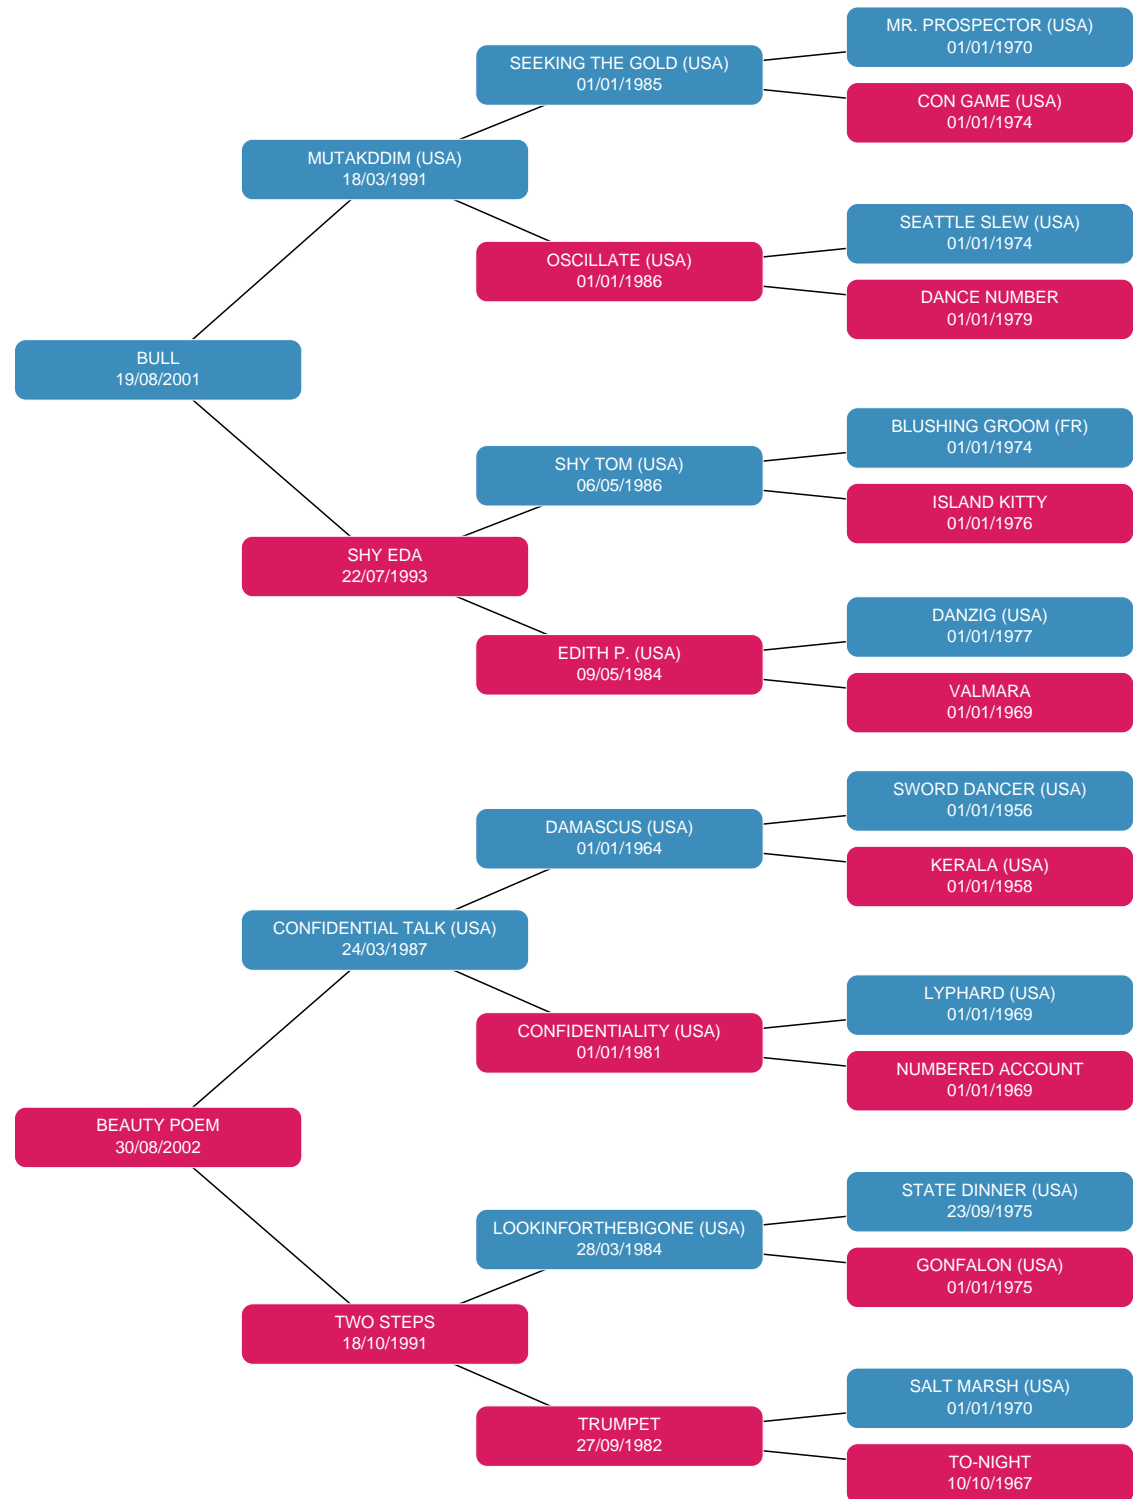 MR. PROSPECTOR (USA)
01/01/1970
SEEKING THE GOLD (USA)
01/01/1985
CON GAME (USA)
01/01/1974
MUTAKDDIM (USA)
18/03/1991
SEATTLE SLEW (USA)
01/01/1974
OSCILLATE (USA)
01/01/1986
DANCE NUMBER
01/01/1979
BULL
19/08/2001
BLUSHING GROOM (FR)
01/01/1974
SHY TOM (USA)
06/05/1986
ISLAND KITTY
01/01/1976
SHY EDA
22/07/1993
DANZIG (USA)
01/01/1977
EDITH P. (USA)
09/05/1984
VALMARA
01/01/1969
SWORD DANCER (USA)
01/01/1956
DAMASCUS (USA)
01/01/1964
KERALA (USA)
01/01/1958
CONFIDENTIAL TALK (USA)
24/03/1987
LYPHARD (USA)
01/01/1969
CONFIDENTIALITY (USA)
01/01/1981
NUMBERED ACCOUNT
01/01/1969
BEAUTY POEM
30/08/2002
STATE DINNER (USA)
23/09/1975
LOOKINFORTHEBIGONE (USA)
28/03/1984
GONFALON (USA)
01/01/1975
TWO STEPS
18/10/1991
SALT MARSH (USA)
01/01/1970
TRUMPET
27/09/1982
TO-NIGHT
10/10/1967